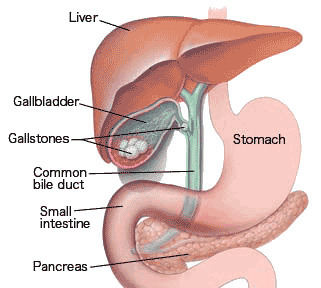 Liver
Gallbladder
Gallstones
Stomach
Common
bile duct
Small
intestine
Pancreas